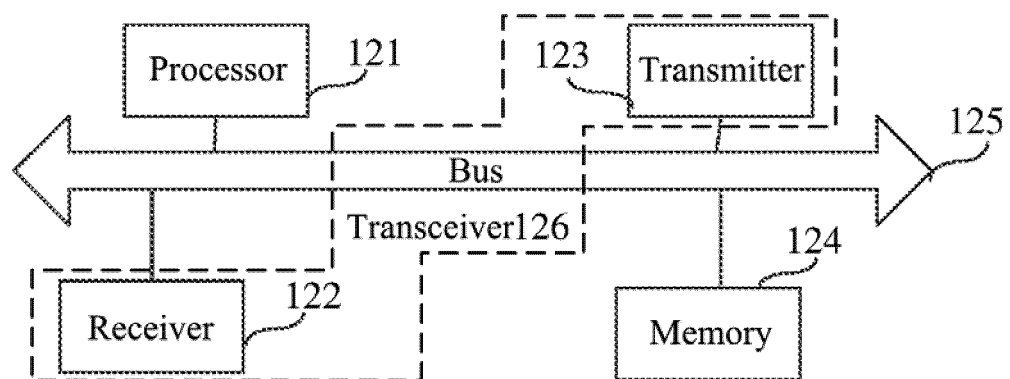 Processor
121
123
Transmitter
125
Bus
Transceiver126
124
Receiver
122
Memory